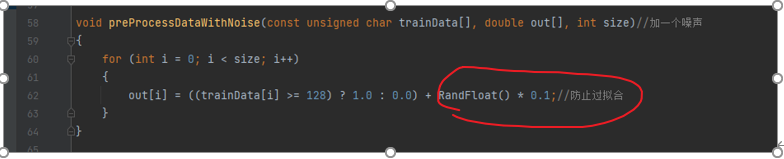 58 void preProcessDataWithNoise(const unsigned char trainData[], double out[], int size)//加一个噪声
59 {
60 for (int i = 0; i < size; i++)
61 {
62 out[i] = ((trainData[i] >= 128) ? 1.0 : 0.0) + RandFloat() * 0.1;//防止过拟合
63 }
64 }
65